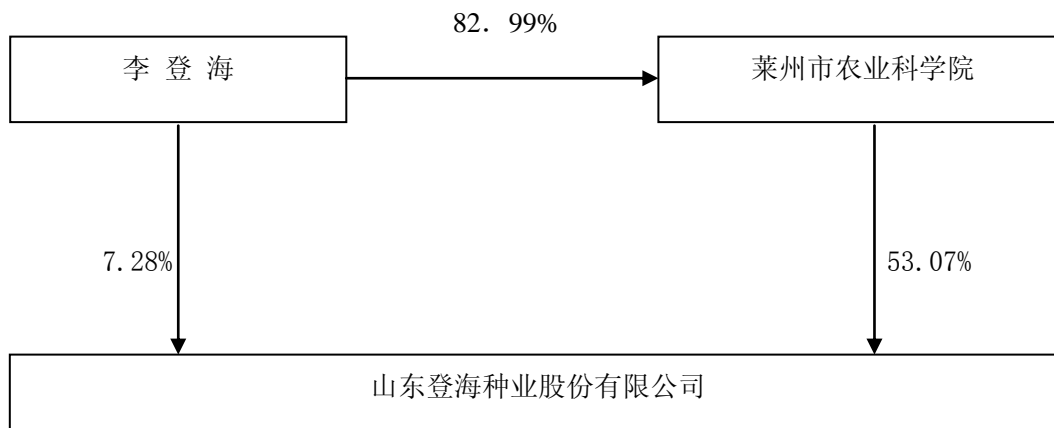 82. 99%
李 登 海
莱州市农业科学院
7.28%
53.07%
山东登海种业股份有限公司